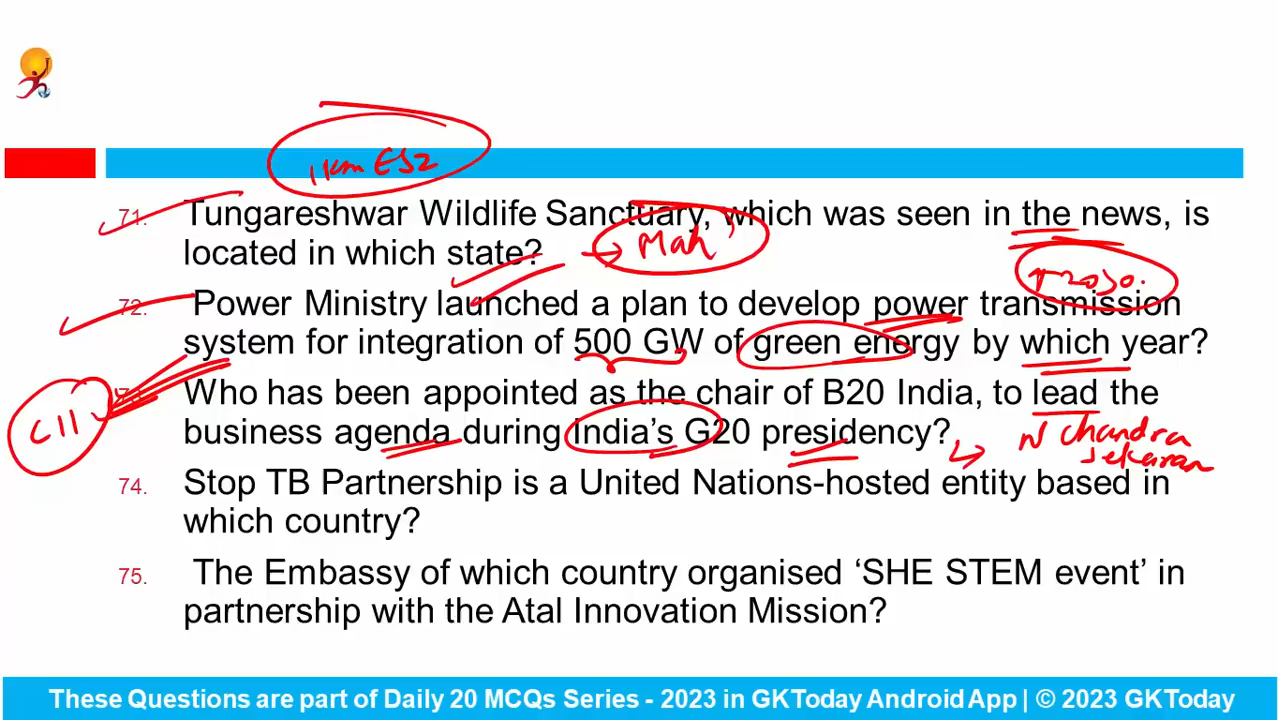 1km ESZ
71. Tungareshwar Wildlife Sanctuary, which was seen in the news, is
located in which state? → Mah
2030.
72. Power Ministry launched a plan to develop power transmission
system for integration of 500 GW of green energy by which year?
Who has been appointed as the chair of B20 India, to lead the
CII
business agenda during India's G20 presidency? → N Chandra
sekaran
74. Stop TB Partnership is a United Nations-hosted entity based in
which country?
75. The Embassy of which country organised ‘SHE STEM event’ in
partnership with the Atal Innovation Mission?
These Questions are part of Daily 20 MCQs Series - 2023 in GKToday Android App | © 2023 GKToday